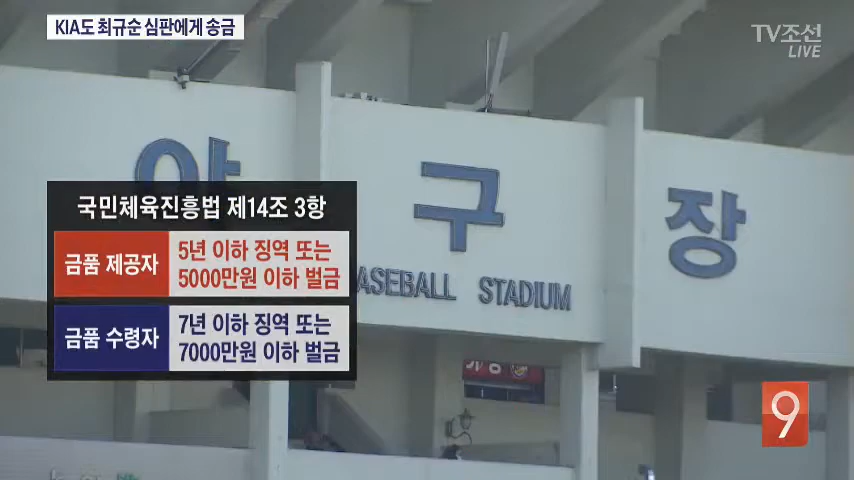 KIA도 최규순 심판에게 송금
TV조선
LIVE
야구장
BASEBALL STADIUM
국민체육진흥법 제14조 3항
금품 제공자
5년 이하 징역 또는
5000만원 이하 벌금
금품 수령자
7년 이하 징역 또는
7000만원 이하 벌금
9